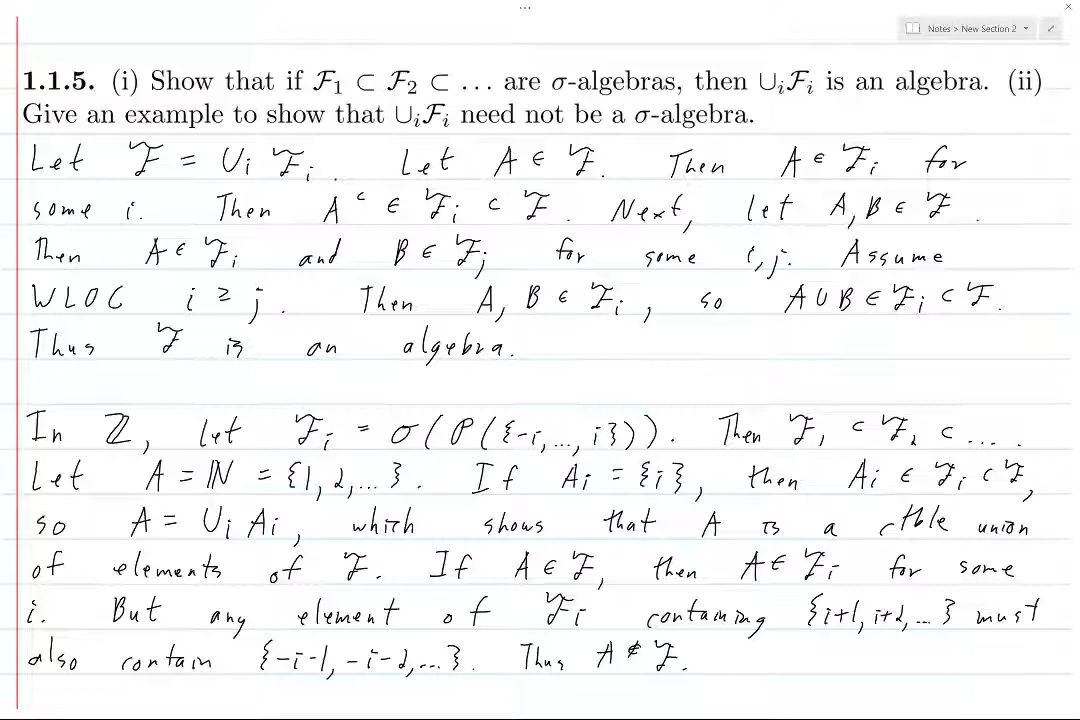 ...
Notes > New Section 2
1.1.5. (i) Show that if ℱ₁ ⊂ ℱ₂ ⊂ … are σ-algebras, then ∪ᵢℱᵢ is an algebra. (ii)
Give an example to show that ∪ᵢℱᵢ need not be a σ-algebra.
Let ℱ = ∪ᵢ ℱᵢ. Let A ∈ ℱ. Then A ∈ ℱᵢ for
some i. Then Aᶜ ∈ ℱᵢ ⊂ ℱ. Next, let A, B ∈ ℱ.
Then A ∈ ℱᵢ and B ∈ ℱⱼ for some i, j. Assume
WLOG i ≥ j. Then A, B ∈ ℱᵢ, so A ∪ B ∈ ℱᵢ ⊂ ℱ.
Thus ℱ is an algebra.
In ℤ, let ℱᵢ = σ(P({-i, ..., i})). Then ℱ₁ ⊂ ℱ₂ ⊂ ....
Let A = ℕ = {1, 2, ...}. If Aᵢ = {i}, then Aᵢ ∈ ℱᵢ ⊂ ℱ,
so A = ∪ᵢ Aᵢ, which shows that A is a ctble union
of elements of ℱ. If A ∈ ℱ, then A ∈ ℱᵢ for some
i. But any element of ℱᵢ containing {i+1, i+2, ...} must
also contain {-i-1, -i-2, ...}. Thus A ∉ ℱ.